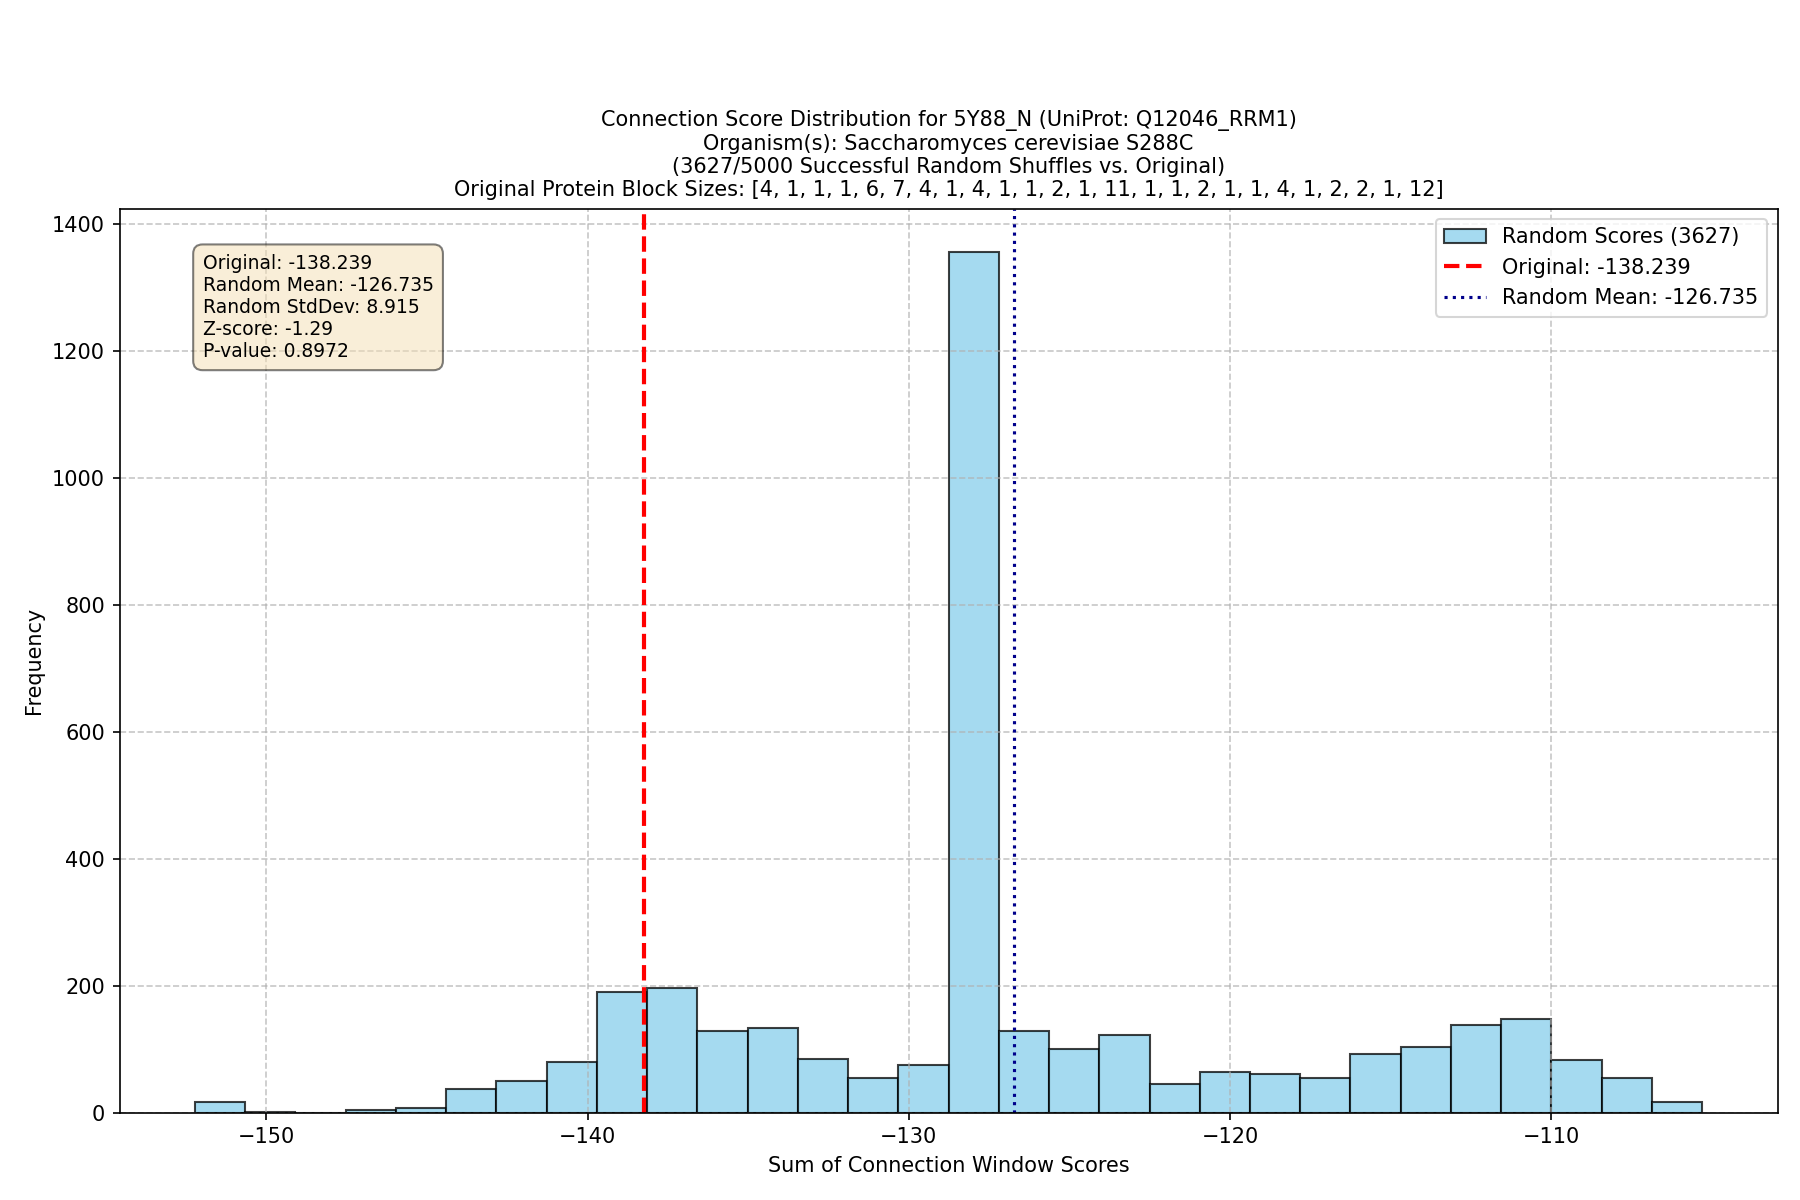 Connection Score Distribution for 5Y88_N (UniProt: Q12046_RRM1)
Organism(s): Saccharomyces cerevisiae S288C
(3627/5000 Successful Random Shuffles vs. Original)
Original Protein Block Sizes: [4, 1, 1, 1, 6, 7, 4, 1, 4, 1, 1, 2, 1, 11, 1, 1, 2, 1, 1, 4, 1, 2, 2, 1, 12]
Original: -138.239
Random Mean: -126.735
Random StdDev: 8.915
Z-score: -1.29
P-value: 0.8972
Random Scores (3627)
Original: -138.239
Random Mean: -126.735
Frequency
1400
1200
1000
800
600
400
200
0
−150
−140
−130
−120
−110
Sum of Connection Window Scores